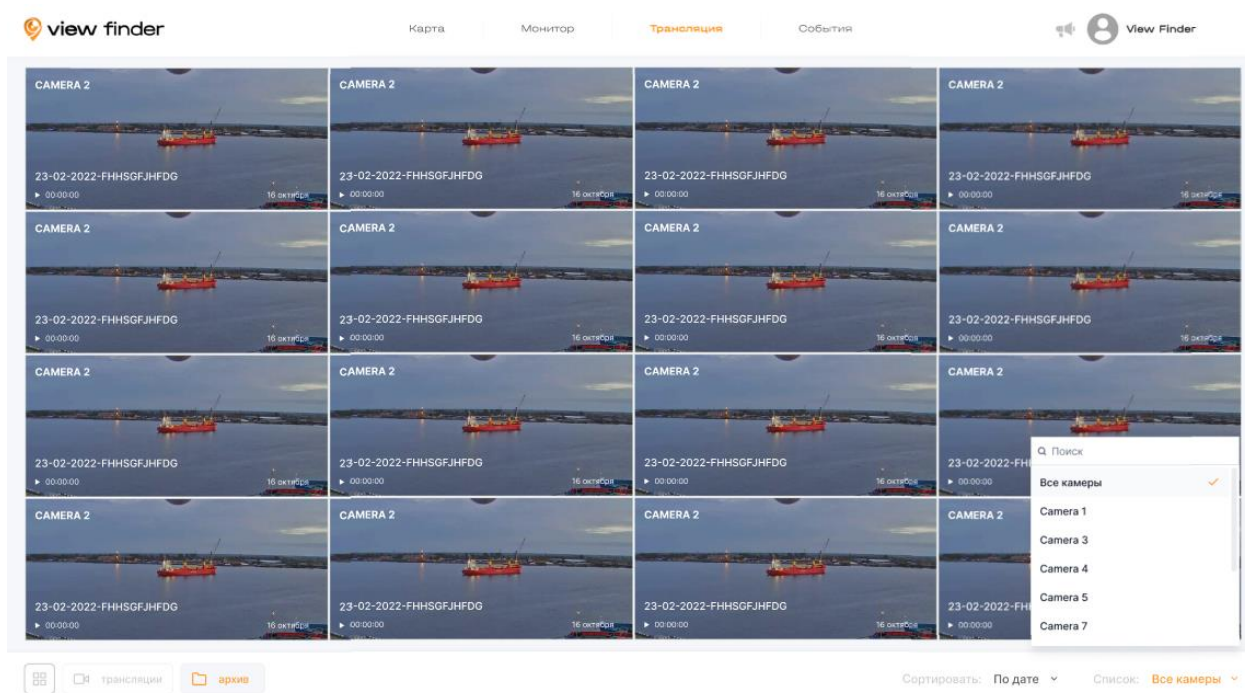 view finder
Карта
Монитор
Трансляция
События
View Finder
CAMERA 2
CAMERA 2
CAMERA 2
CAMERA 2
23-02-2022-FHHSGFJHFDG
23-02-2022-FHHSGFJHFDG
23-02-2022-FHHSGFJHFDG
23-02-2022-FHHSGFJHFDG
00:00:00
16 октября
00:00:00
16 октября
00:00:00
16 октября
00:00:00
16 октября
CAMERA 2
CAMERA 2
CAMERA 2
CAMERA 2
23-02-2022-FHHSGFJHFDG
23-02-2022-FHHSGFJHFDG
23-02-2022-FHHSGFJHFDG
23-02-2022-FHHSGFJHFDG
00:00:00
16 октября
00:00:00
16 октября
00:00:00
16 октября
00:00:00
16 октября
CAMERA 2
CAMERA 2
CAMERA 2
CAMERA 2
23-02-2022-FHHSGFJHFDG
23-02-2022-FHHSGFJHFDG
23-02-2022-FHHSGFJHFDG
23-02-2022-FH
00:00:00
16 октября
00:00:00
16 октября
00:00:00
16 октября
00:00:00
CAMERA 2
CAMERA 2
CAMERA 2
CAMERA 2
23-02-2022-FHHSGFJHFDG
23-02-2022-FHHSGFJHFDG
23-02-2022-FHHSGFJHFDG
23-02-2022-FH
00:00:00
16 октября
00:00:00
16 октября
00:00:00
16 октября
00:00:00
Поиск
Все камеры
Camera 1
Camera 3
Camera 4
Camera 5
Camera 7
трансляции
архив
Сортировать: По дате
Список: Все камеры